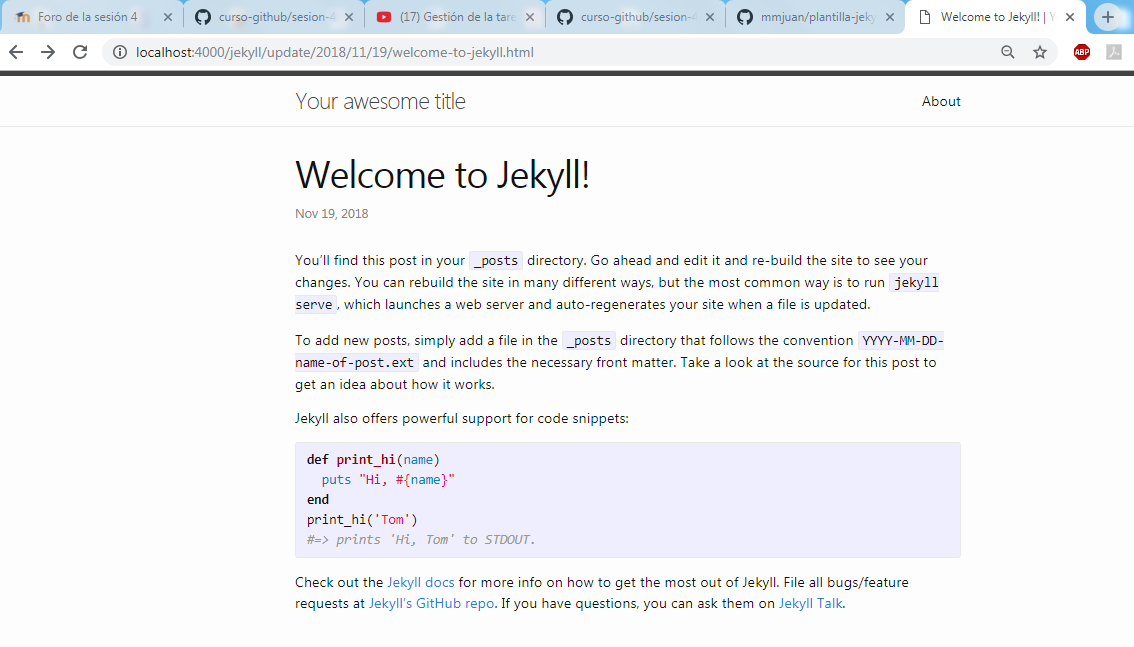 Foro de la sesión 4
curso-github/sesion-4
(17) Gestión de la tare
curso-github/sesion-4
mmjuan/plantilla-jeky
Welcome to Jekyll! | Y
localhost:4000/jekyll/update/2018/11/19/welcome-to-jekyll.html
ABP
Your awesome title
About
Welcome to Jekyll!
Nov 19, 2018
You’ll find this post in your _posts directory. Go ahead and edit it and re-build the site to see your
changes. You can rebuild the site in many different ways, but the most common way is to run jekyll
serve, which launches a web server and auto-regenerates your site when a file is updated.
To add new posts, simply add a file in the _posts directory that follows the convention YYYY-MM-DD-
name-of-post.ext and includes the necessary front matter. Take a look at the source for this post to
get an idea about how it works.
Jekyll also offers powerful support for code snippets:
def print_hi(name)
  puts "Hi, #{name}"
end
print_hi('Tom')
#=> prints 'Hi, Tom' to STDOUT.
Check out the Jekyll docs for more info on how to get the most out of Jekyll. File all bugs/feature
requests at Jekyll’s GitHub repo. If you have questions, you can ask them on Jekyll Talk.